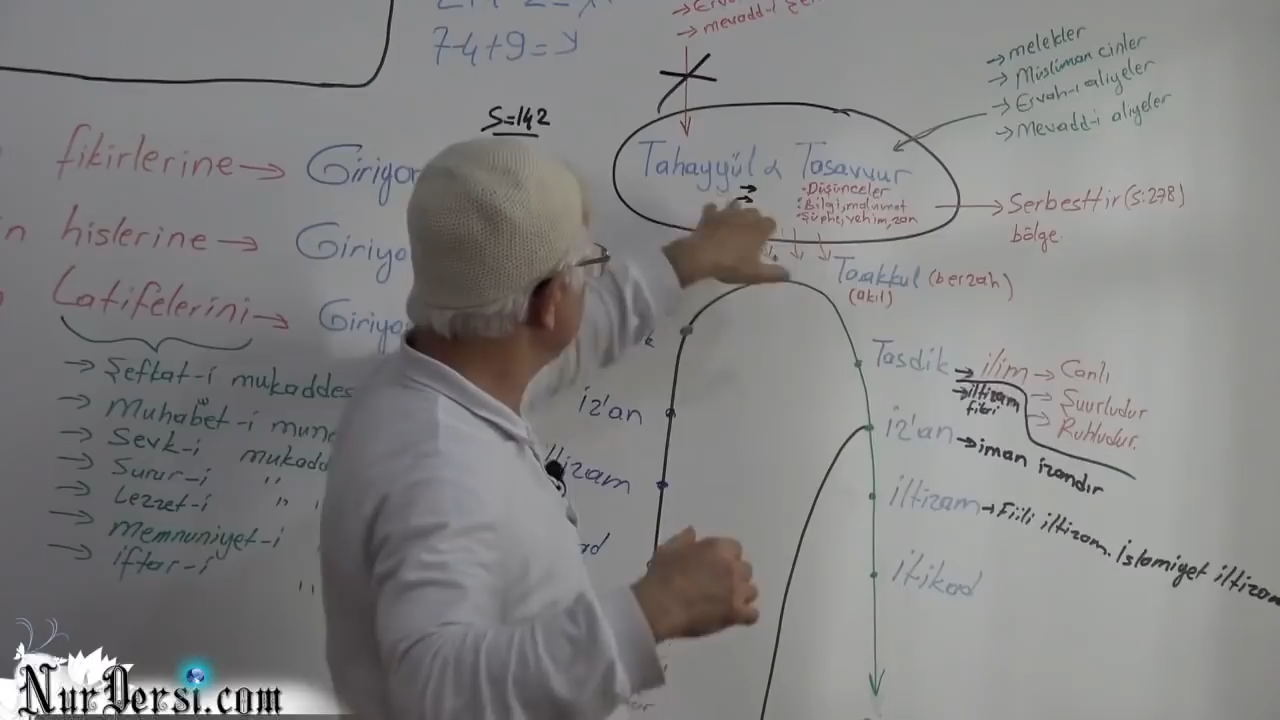 7-4+9=y
S=142
fikirlerine → Giriyor
hislerine → Giriyo
Latifelerini → Giriyo
→ Şefkat-i mukaddes
→ Muhabbet-i mun
→ Sevk-i mukadd
→ Surur-i " "
→ Lezzet-i " "
→ Memnuniyet-i
→ iftar-i "
→ melekler
→ Müslüman cinler
→ Ervah-ı aliyeler
→ Mevadd-i aliyeler
Tahayyül & Tasavvur
- Düşünceler
: Bilgi, malumat
- Şüphe, vehim, zan
→ Serbesttir (S:278)
bölge.
Taakkul (berzah)
(akıl)
Tasdik → ilim → Canlı
→ iltizam → Şuurludur
fikri → Ruhludur.
iz'an → iman izandır
iltizam → Fiili iltizam. İslamiyet iltizam
itikad
iz'an
iltizam
ad
NurDersi.com